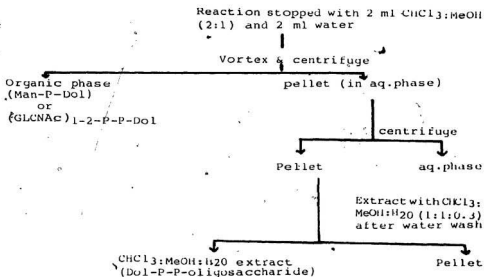 Reaction stopped with 2 ml CHCl3:MeOH
(2:1) and 2 ml water
Vortex & centrifuge
Organic phase
(Man-P-Dol)
or
(GLCNAc)1-2-P-P-Dol
pellet (in aq.phase)
centrifuge
Pellet
aq.phase
Extract with CHCl3:
MeOH:H20 (1:1:0.3)
after water wash
CHCl3:MeOH:H20 extract
(Dol-P-P-oligosaccharide)
Pellet